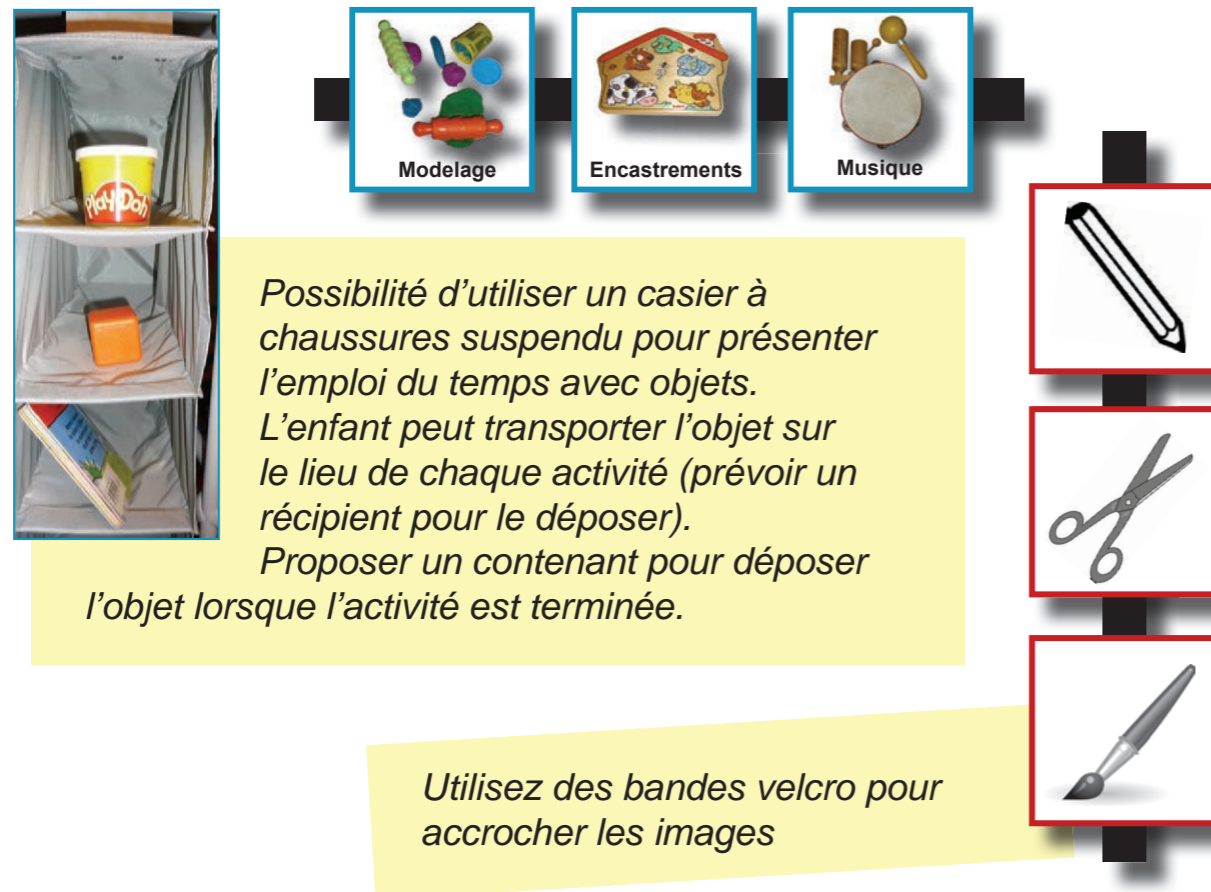 Play-Doh
Modelage
Encastrements
Musique
Possibilité d’utiliser un casier à
chaussures suspendu pour présenter
l’emploi du temps avec objets.
L’enfant peut transporter l’objet sur
le lieu de chaque activité (prévoir un
récipient pour le déposer).
Proposer un contenant pour déposer
l’objet lorsque l’activité est terminée.
Utilisez des bandes velcro pour
accrocher les images